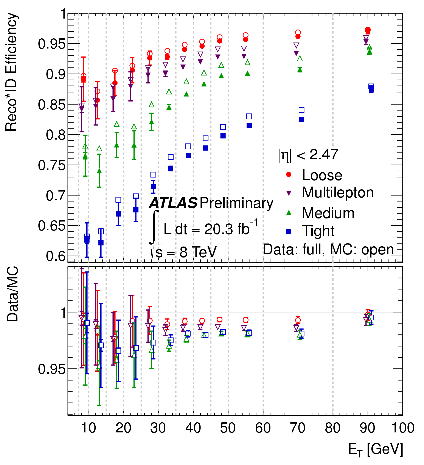 Reco*ID Efficiency
1
0.95
0.9
0.85
0.8
0.75
0.7
0.65
0.6
|η| < 2.47
Loose
Multilepton
Medium
Tight
Data: full, MC: open
ATLAS Preliminary
∫ L dt = 20.3 fb⁻¹
√s = 8 TeV
Data/MC
1
0.95
10 20 30 40 50 60 70 80 90 100
E_T [GeV]